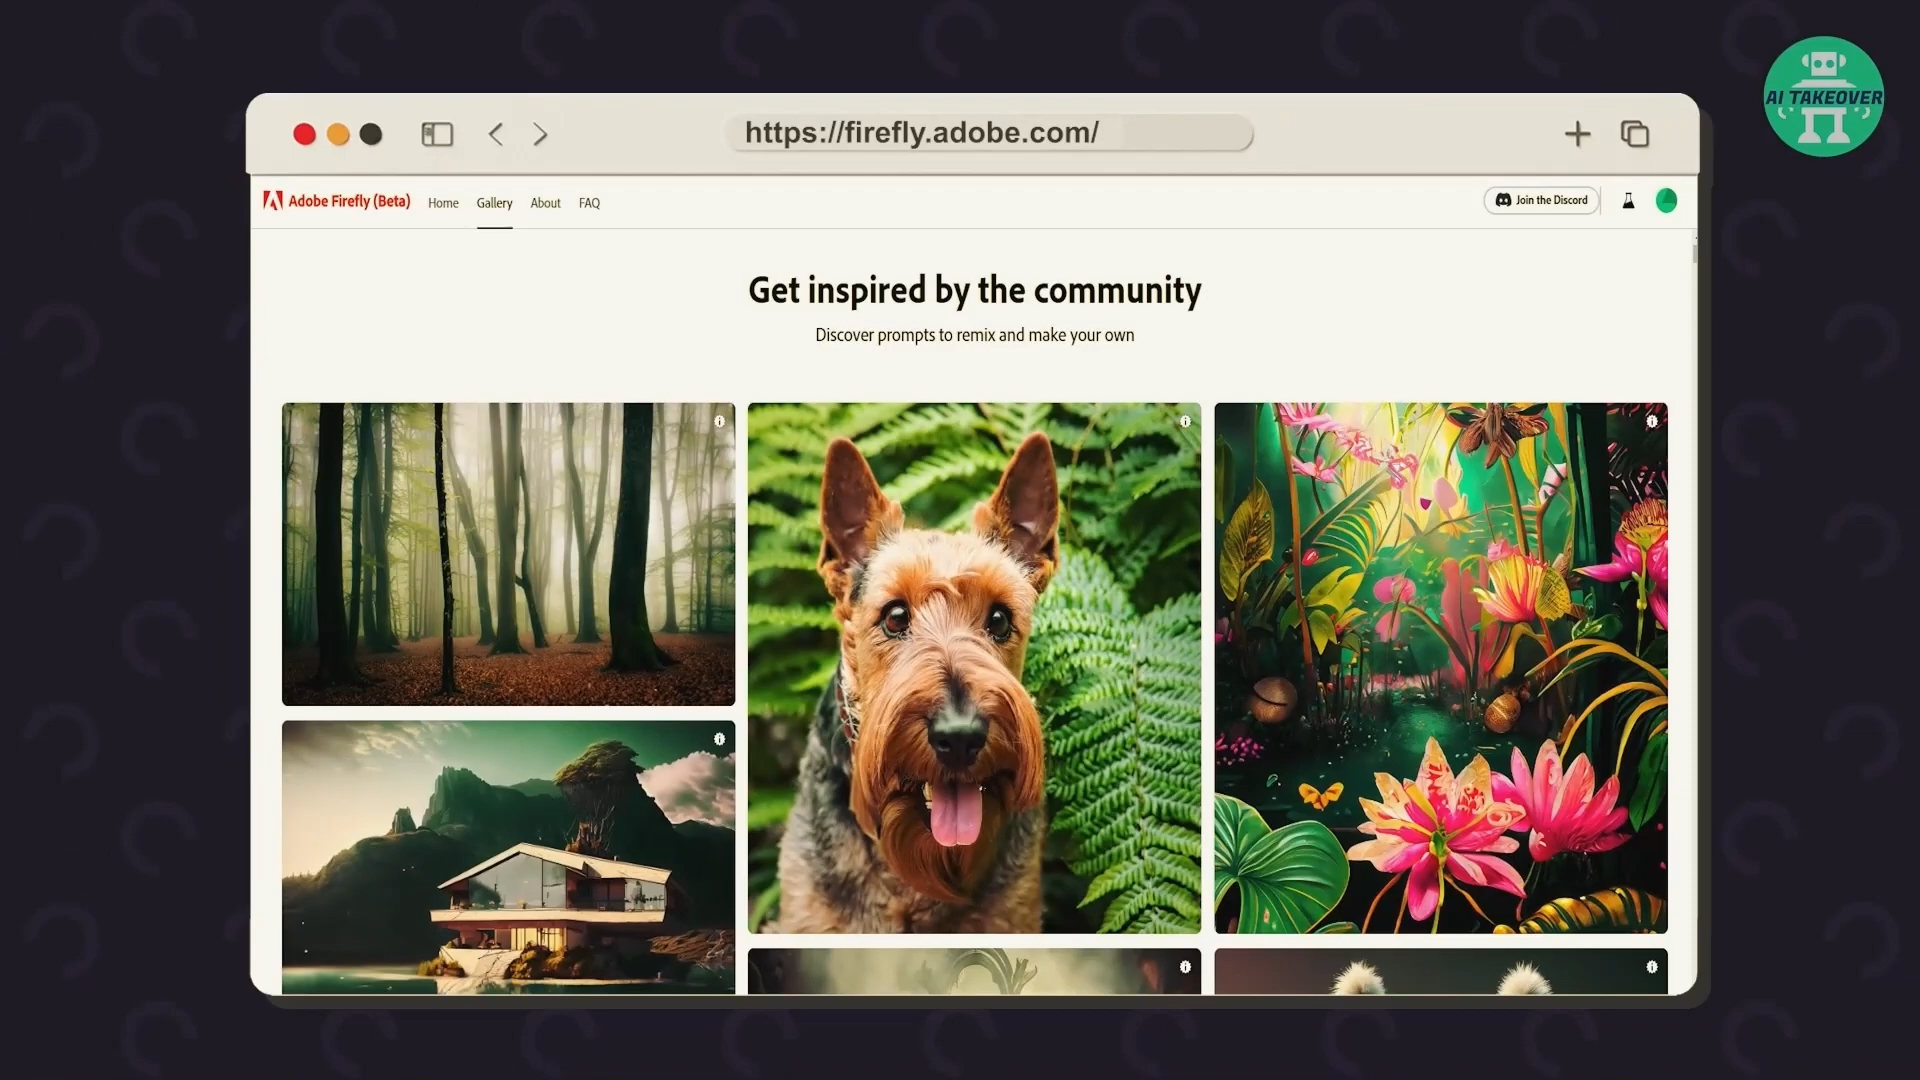 AI TAKEOVER
https://firefly.adobe.com/
Adobe Firefly (Beta)
Home
Gallery
About
FAQ
Join the Discord
Get inspired by the community
Discover prompts to remix and make your own